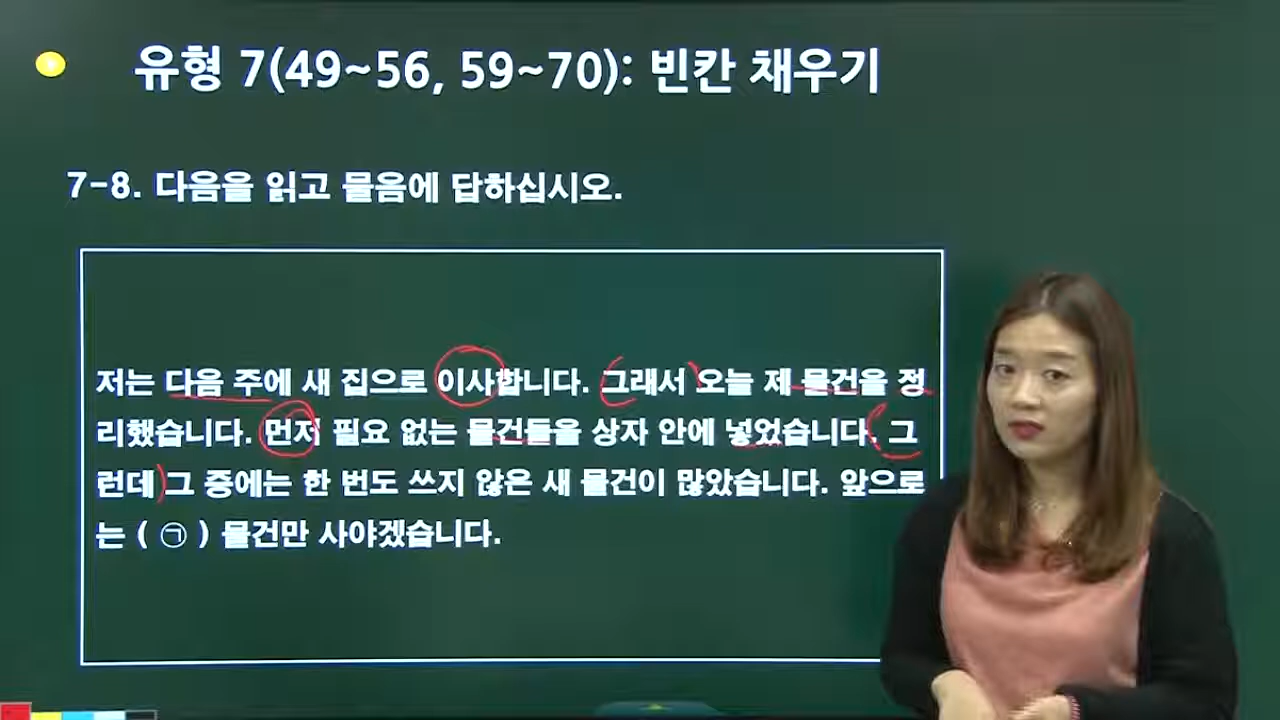 유형 7(49~56, 59~70): 빈칸 채우기
7-8. 다음을 읽고 물음에 답하십시오.
저는 다음 주에 새 집으로 이사합니다. 그래서 오늘 제 물건을 정
리했습니다. 먼저 필요 없는 물건들을 상자 안에 넣었습니다. 그
런데 그 중에는 한 번도 쓰지 않은 새 물건이 많았습니다. 앞으로
는 ( ㉠ ) 물건만 사야겠습니다.